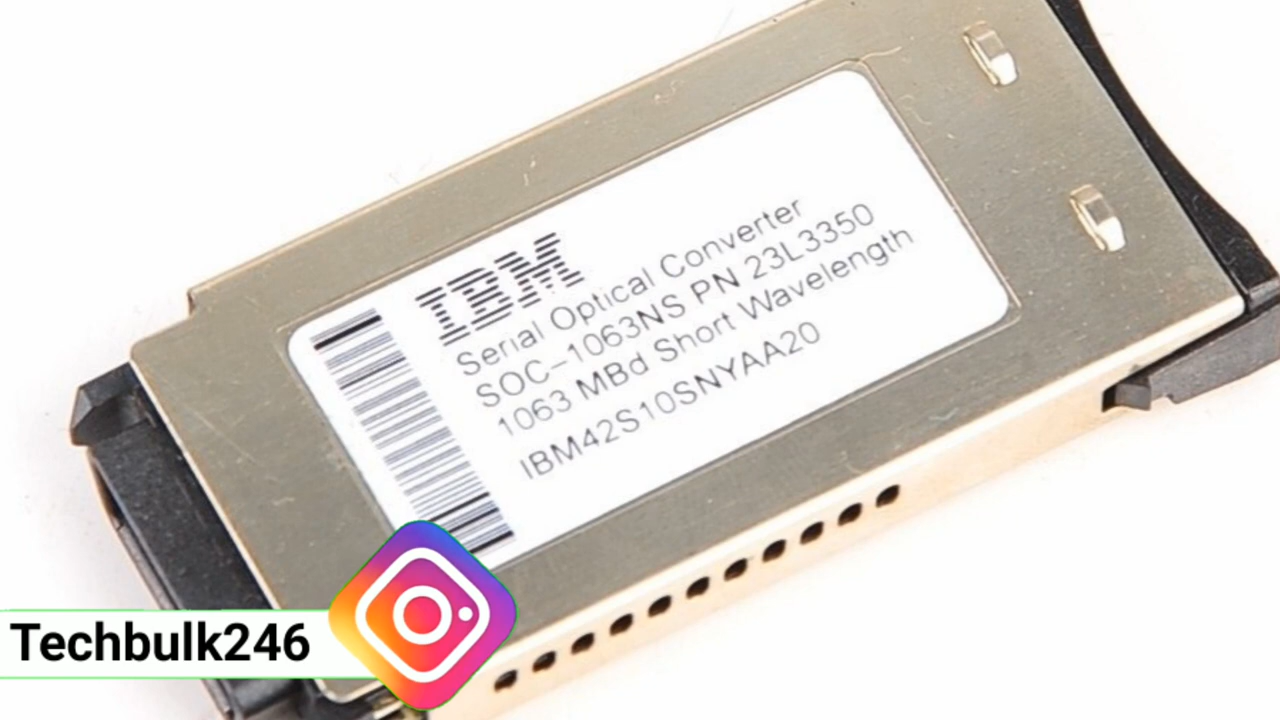 IBM
Serial Optical Converter
SOC-1063NS PN 23L3350
1063 MBd Short Wavelength
IBM42S10SNYAA20
Techbulk246